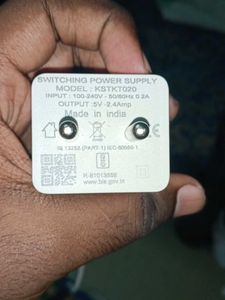 SWITCHING POWER SUPPLY
MODEL : KSTKT020
INPUT : 100-240V - 50/60Hz 0.2A
OUTPUT :5V -2.4Amp
Made in india
IS 13252 (PART-1) IEC-60950-1
www.bis.gov.in